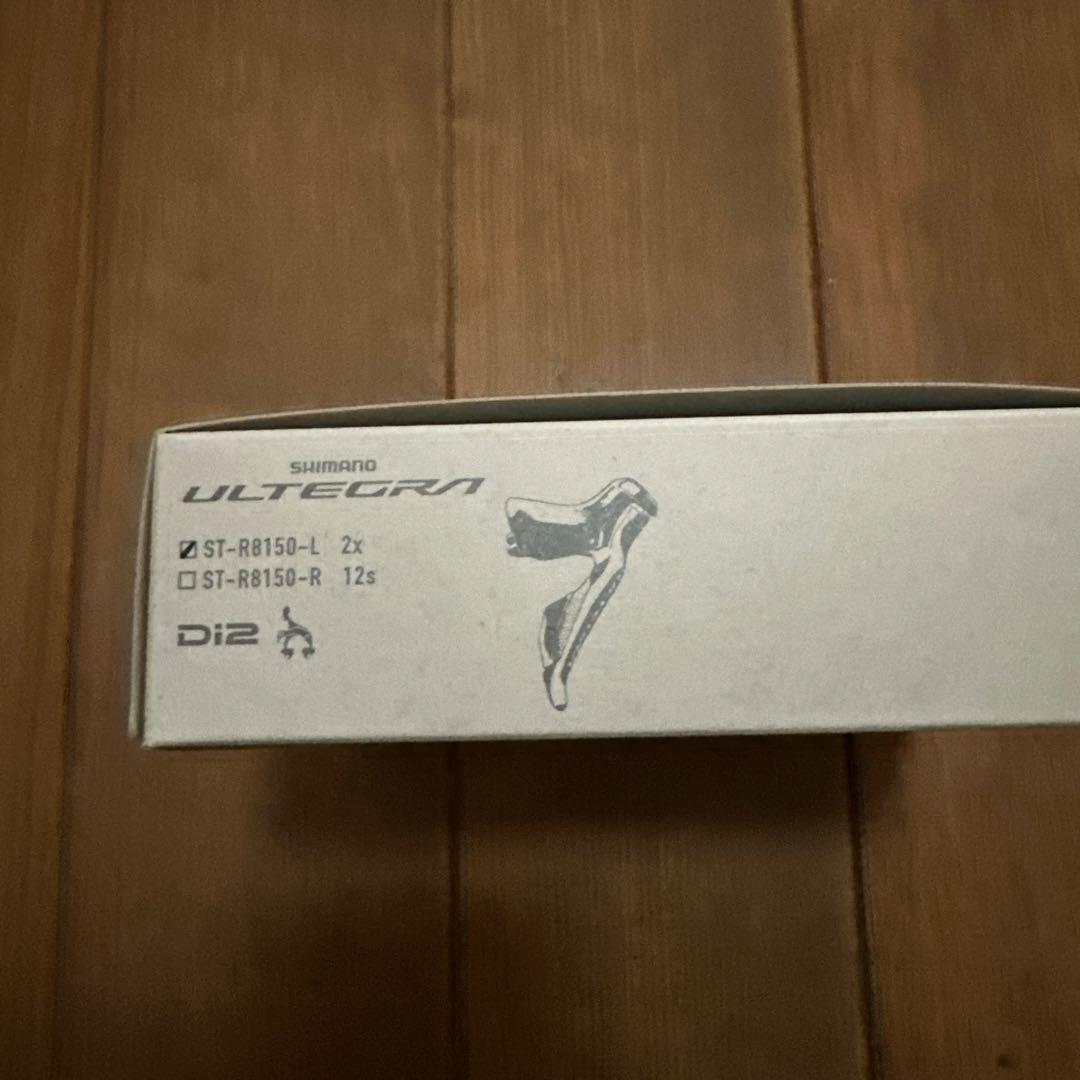 SHIMANO
ULTEGRA
ST-R8150-L 2x
ST-R8150-R 12s
Di2